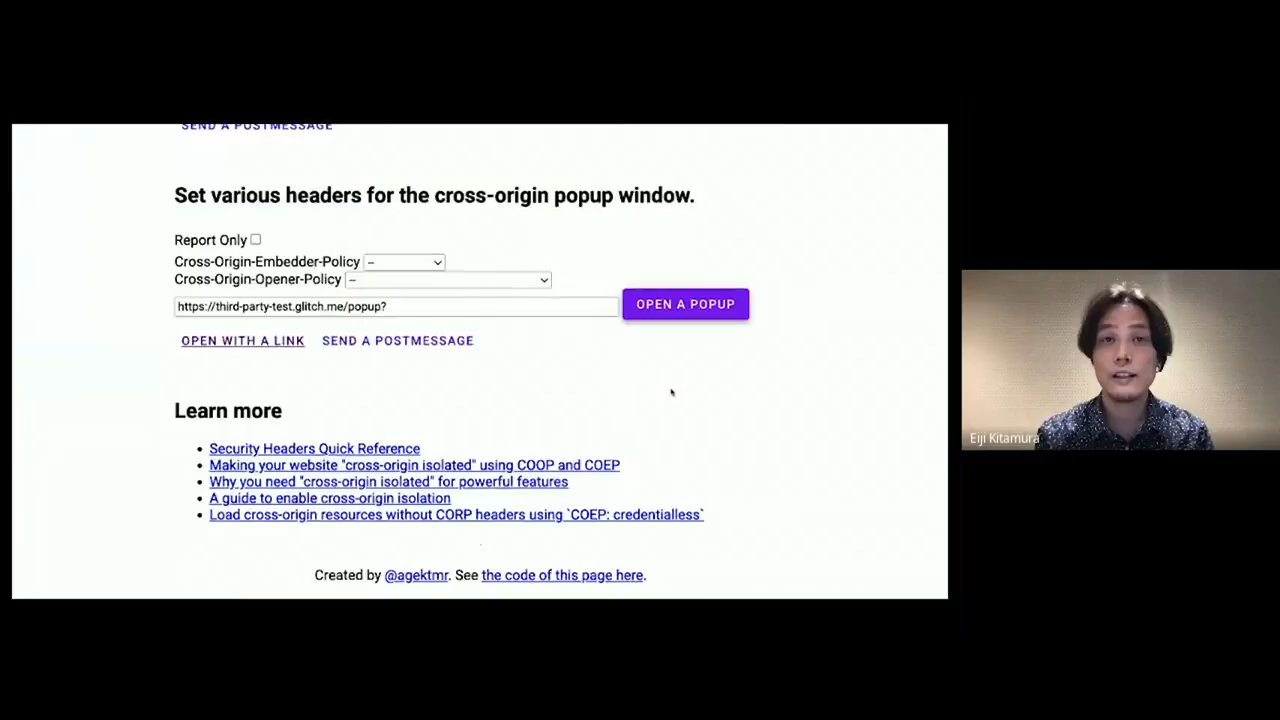 SEND A POSTMESSAGE
Set various headers for the cross-origin popup window.
Report Only
Cross-Origin-Embedder-Policy –
Cross-Origin-Opener-Policy –
https://third-party-test.glitch.me/popup? OPEN A POPUP
OPEN WITH A LINK SEND A POSTMESSAGE
Learn more
• Security Headers Quick Reference
• Making your website "cross-origin isolated" using COOP and COEP
• Why you need "cross-origin isolated" for powerful features
• A guide to enable cross-origin isolation
• Load cross-origin resources without CORP headers using `COEP: credentialless`
Created by @agektmr. See the code of this page here.
Eiji Kitamura